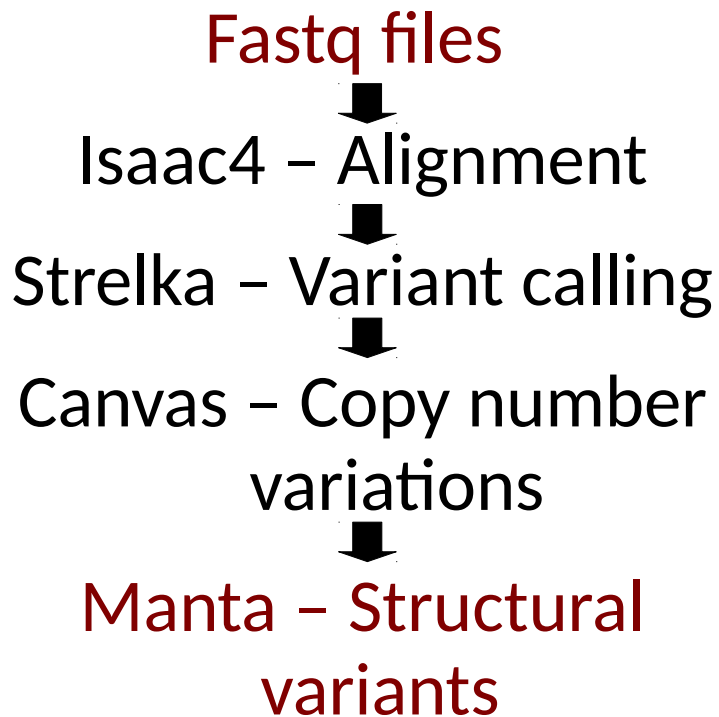 Fastq files
Isaac4 – Alignment
Strelka – Variant calling
Canvas – Copy number
variations
Manta – Structural
variants